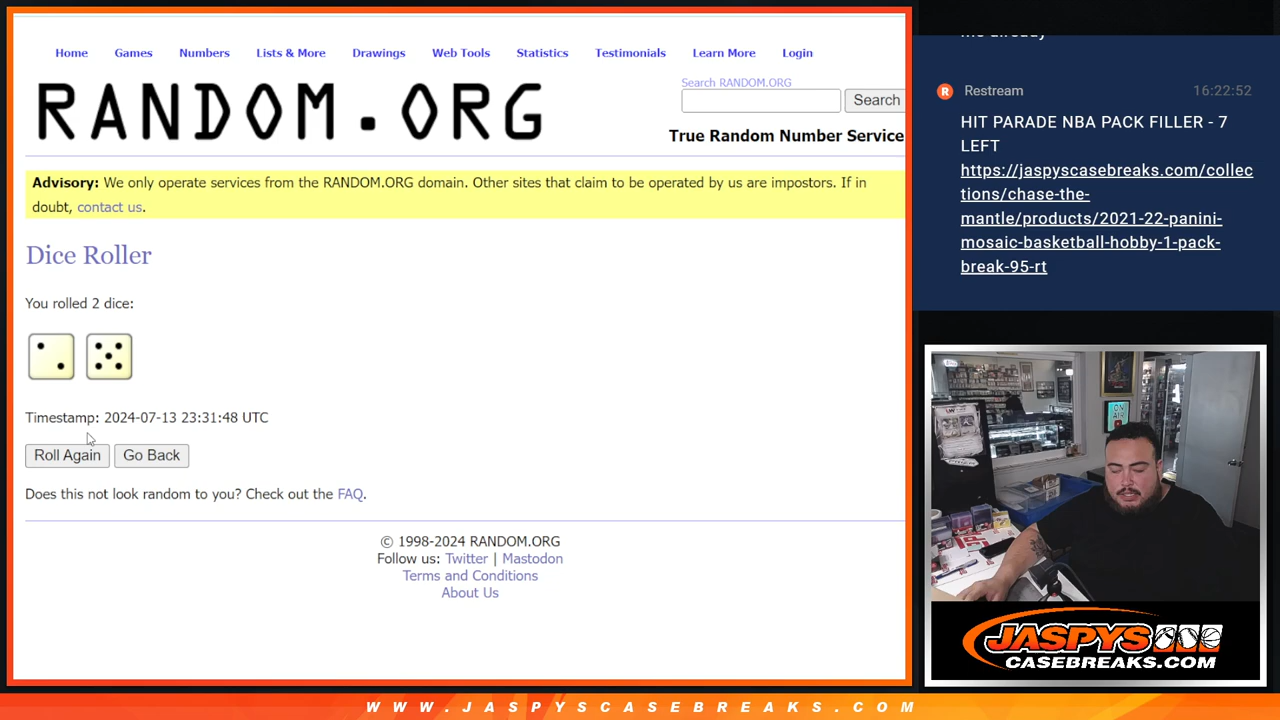 Home Games Numbers Lists & More Drawings Web Tools Statistics Testimonials Learn More Login
RANDOM.ORG
Search RANDOM.ORG
Search
True Random Number Service
Advisory: We only operate services from the RANDOM.ORG domain. Other sites that claim to be operated by us are impostors. If in
doubt, contact us.
Dice Roller
You rolled 2 dice:
Timestamp: 2024-07-13 23:31:48 UTC
Roll Again Go Back
Does this not look random to you? Check out the FAQ.
© 1998-2024 RANDOM.ORG
Follow us: Twitter | Mastodon
Terms and Conditions
About Us
Restream 16:22:52
HIT PARADE NBA PACK FILLER - 7
LEFT
https://jaspyscasebreaks.com/collec
tions/chase-the-
mantle/products/2021-22-panini-
mosaic-basketball-hobby-1-pack-
break-95-rt
ON
AIR
JASPYS
CASEBREAKS.COM
WWW.JASPYSCASEBREAKS.COM